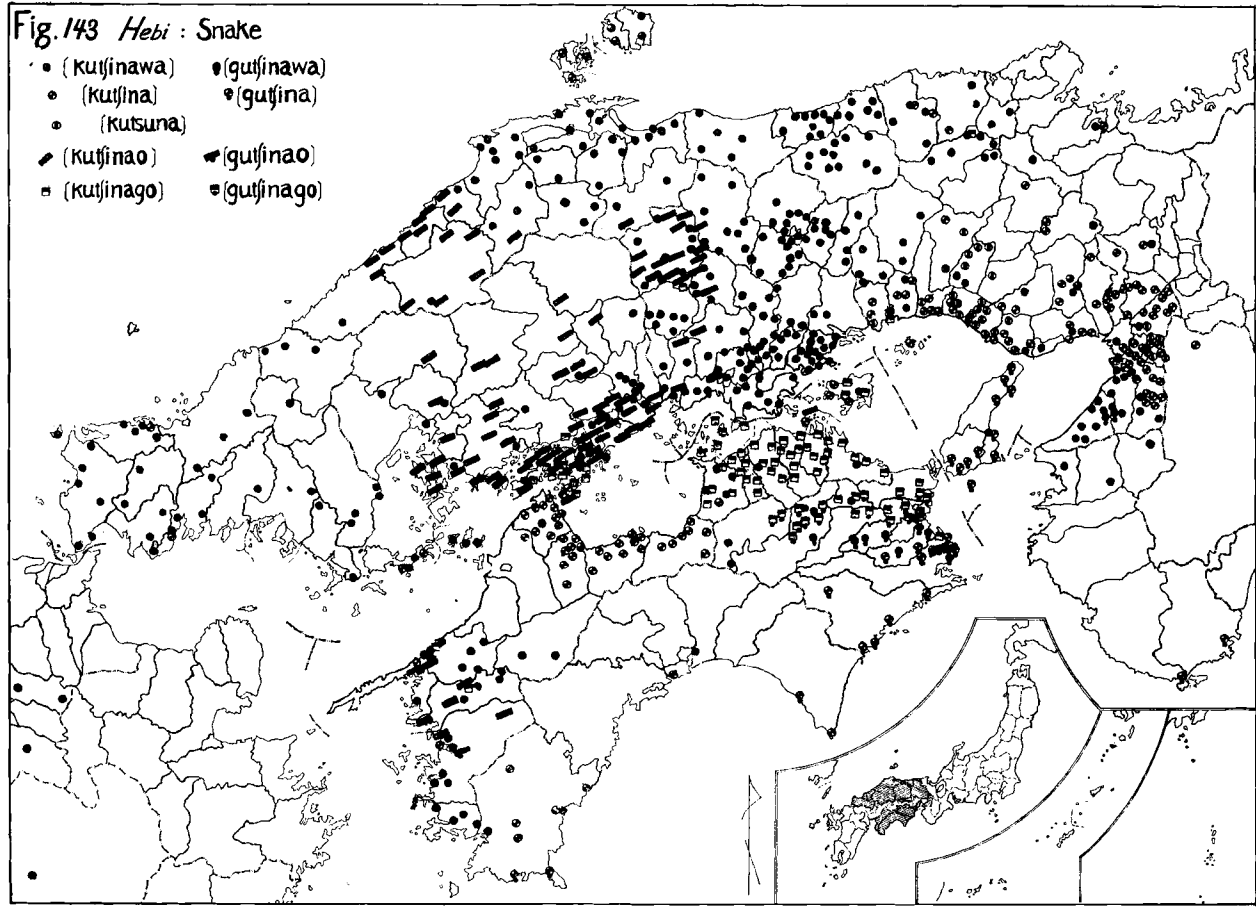 Fig. 143 Hebi : Snake
(kutʃinawa) (gutʃinawa)
(kutʃina) (gutʃina)
(kutsuna)
(kutʃinao) (gutʃinao)
(kutʃinago) (gutʃinago)